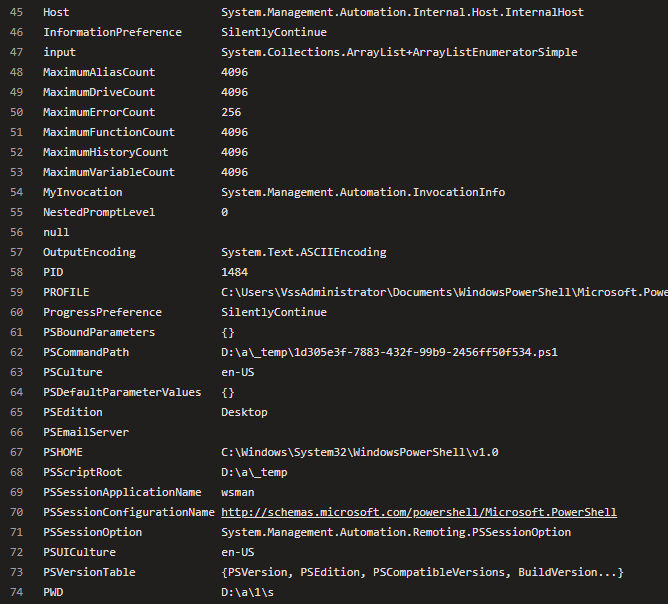 45 Host System.Management.Automation.Internal.Host.InternalHost
46 InformationPreference SilentlyContinue
47 input System.Collections.ArrayList+ArrayListEnumeratorSimple
48 MaximumAliasCount 4096
49 MaximumDriveCount 4096
50 MaximumErrorCount 256
51 MaximumFunctionCount 4096
52 MaximumHistoryCount 4096
53 MaximumVariableCount 4096
54 MyInvocation System.Management.Automation.InvocationInfo
55 NestedPromptLevel 0
56 null
57 OutputEncoding System.Text.ASCIIEncoding
58 PID 1484
59 PROFILE C:\Users\VssAdministrator\Documents\WindowsPowerShell\Microsoft.Powe
60 ProgressPreference SilentlyContinue
61 PSBoundParameters {}
62 PSCommandPath D:\a\_temp\1d305e3f-7883-432f-99b9-2456ff50f534.ps1
63 PSCulture en-US
64 PSDefaultParameterValues {}
65 PSEdition Desktop
66 PSEmailServer
67 PSHOME C:\Windows\System32\WindowsPowerShell\v1.0
68 PSScriptRoot D:\a\_temp
69 PSSessionApplicationName wsman
70 PSSessionConfigurationName http://schemas.microsoft.com/powershell/Microsoft.PowerShell
71 PSSessionOption System.Management.Automation.Remoting.PSSessionOption
72 PSUICulture en-US
73 PSVersionTable {PSVersion, PSEdition, PSCompatibleVersions, BuildVersion...}
74 PWD D:\a\1\s